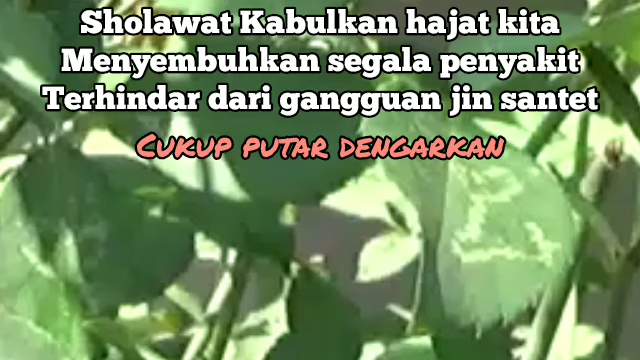 Sholawat Kabulkan hajat kita
Menyembuhkan segala penyakit
Terhindar dari gangguan jin santet
Cukup putar dengarkan